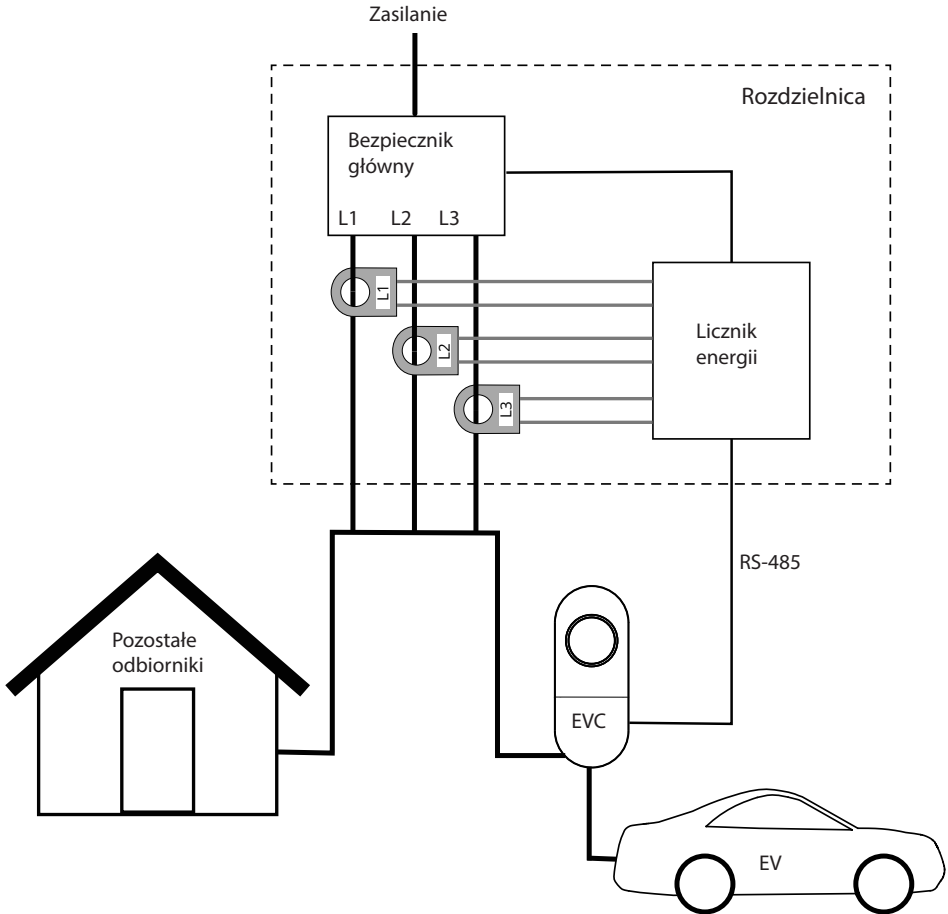 Zasilanie
Rozdzielnica
Bezpiecznik
główny
L1 L2 L3
L1
L2
L3
Licznik
energii
RS-485
Pozostałe
odbiorniki
EVC
EV